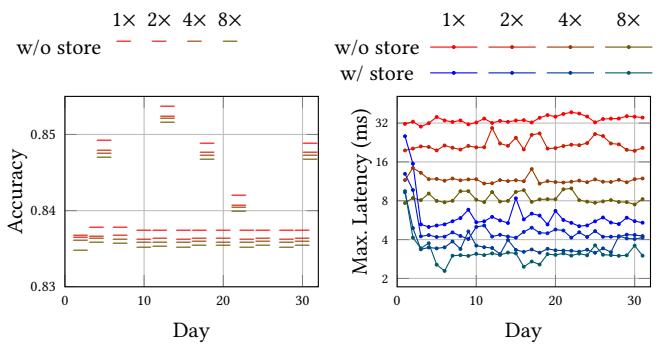 1× 2× 4× 8×
w/o store
0.85
0.84
0.83
Accuracy
0 10 20 30
Day
1× 2× 4× 8×
w/o store
w/ store
32
16
8
4
2
Max. Latency (ms)
0 10 20 30
Day